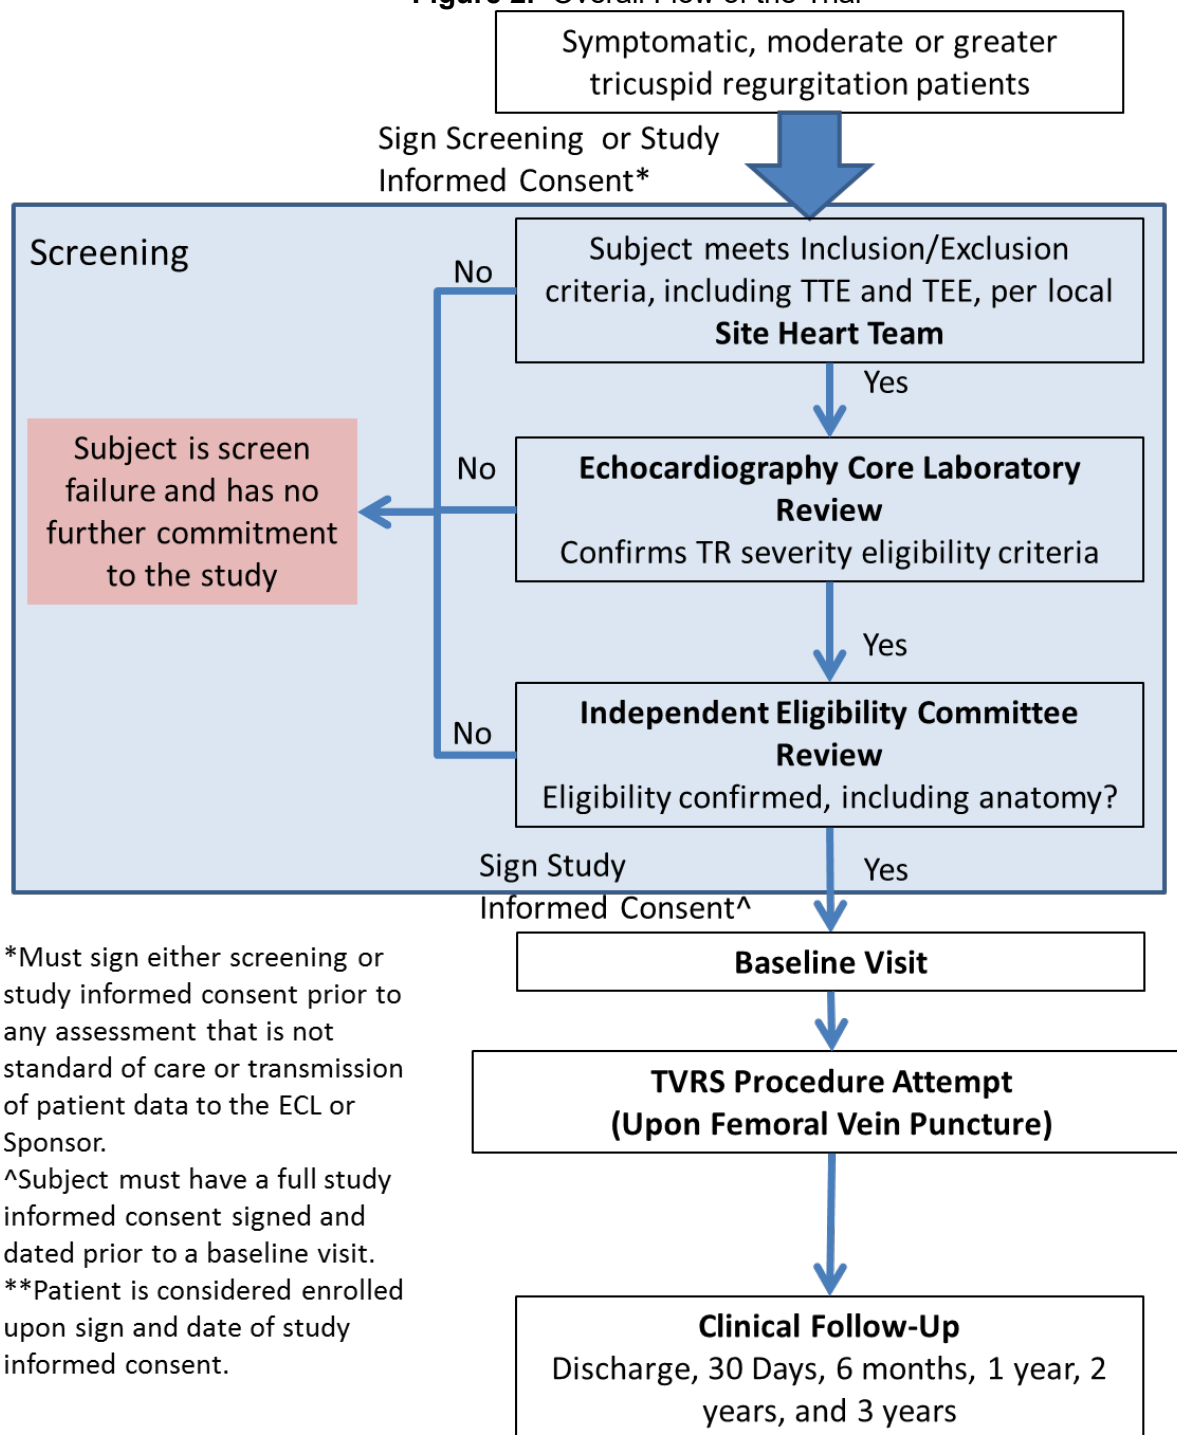 Figure 2. Overall Flow of the Trial
Symptomatic, moderate or greater
tricuspid regurgitation patients
Sign Screening or Study
Informed Consent*
Screening
Subject meets Inclusion/Exclusion
criteria, including TTE and TEE, per local
Site Heart Team
No
Yes
Subject is screen
failure and has no
further commitment
to the study
No
Echocardiography Core Laboratory
Review
Confirms TR severity eligibility criteria
Yes
No
Independent Eligibility Committee
Review
Eligibility confirmed, including anatomy?
Sign Study
Informed Consent^
Yes
Baseline Visit
*Must sign either screening or
study informed consent prior to
any assessment that is not
standard of care or transmission
of patient data to the ECL or
Sponsor.
^Subject must have a full study
informed consent signed and
dated prior to a baseline visit.
**Patient is considered enrolled
upon sign and date of study
informed consent.
TVRS Procedure Attempt
(Upon Femoral Vein Puncture)
Clinical Follow-Up
Discharge, 30 Days, 6 months, 1 year, 2
years, and 3 years